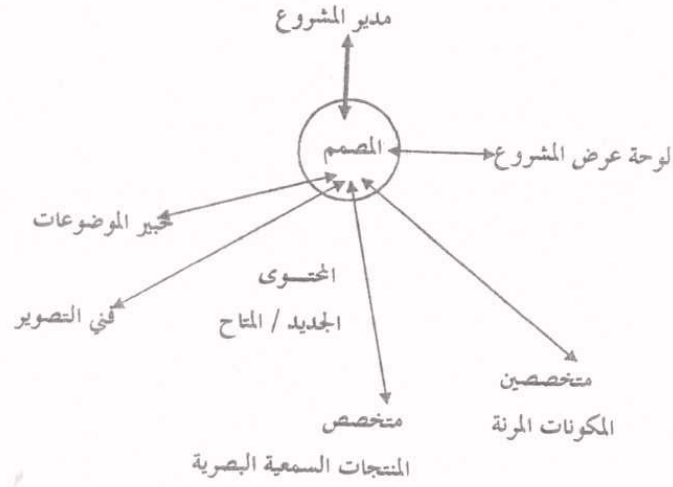 مدير المشروع
المصمم
لوحة عرض المشروع
خبير الموضوعات
المحتـــوى
الجديد / المتاح
فني التصوير
متخصصين
المكونات المرنة
متخصص
المنتجات السمعية البصرية